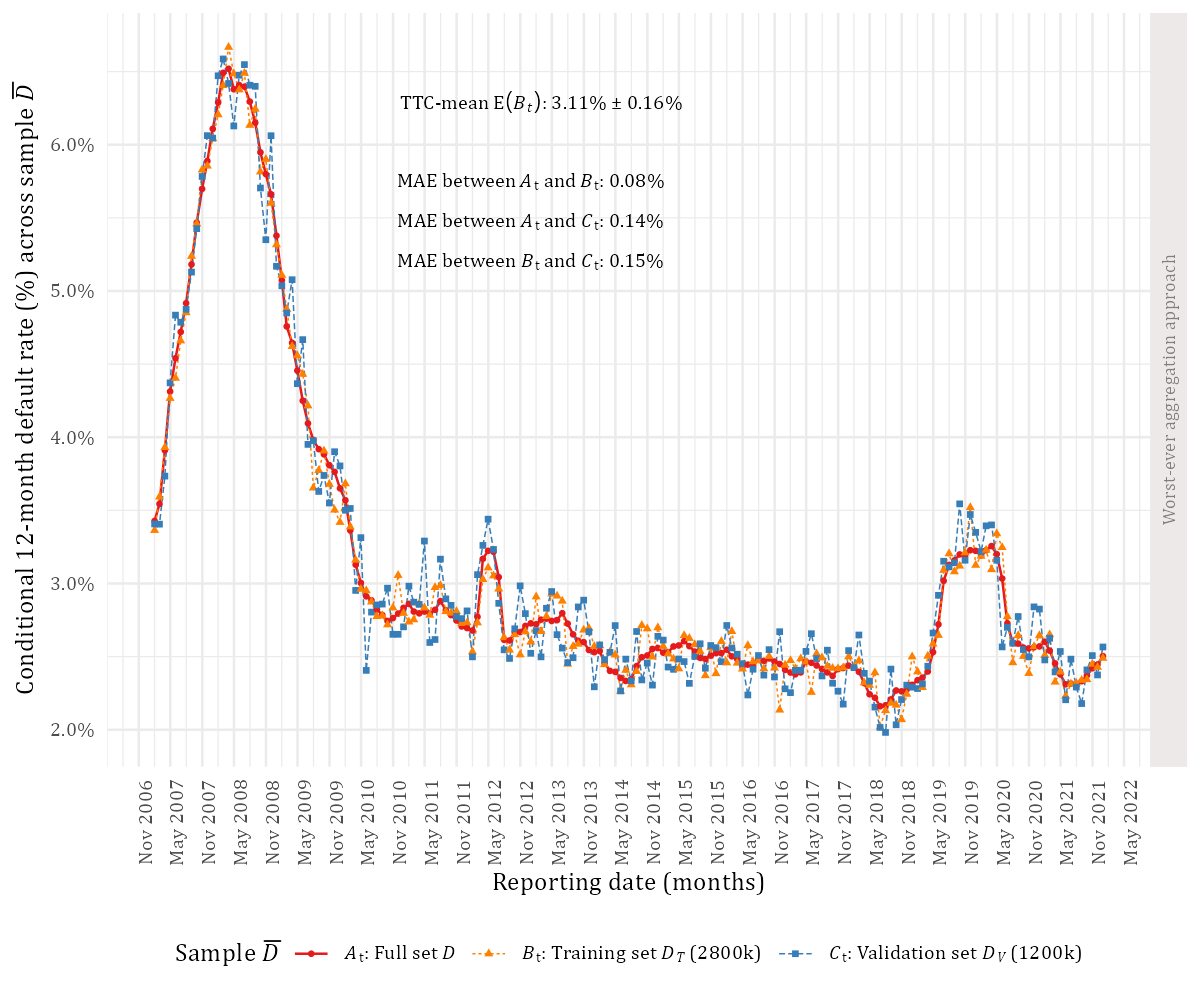 Conditional 12-month default rate (%) across sample D̅
6.0%
5.0%
4.0%
3.0%
2.0%
TTC-mean E(Bₜ): 3.11% ± 0.16%
MAE between Aₜ and Bₜ: 0.08%
MAE between Aₜ and Cₜ: 0.14%
MAE between Bₜ and Cₜ: 0.15%
Worst-ever aggregation approach
Nov 2006
May 2007
Nov 2007
May 2008
Nov 2008
May 2009
Nov 2009
May 2010
Nov 2010
May 2011
Nov 2011
May 2012
Nov 2012
May 2013
Nov 2013
May 2014
Nov 2014
May 2015
Nov 2015
May 2016
Nov 2016
May 2017
Nov 2017
May 2018
Nov 2018
May 2019
Nov 2019
May 2020
Nov 2020
May 2021
Nov 2021
May 2022
Reporting date (months)
Sample D̅ Aₜ: Full set D Bₜ: Training set D_T (2800k) Cₜ: Validation set D_V (1200k)